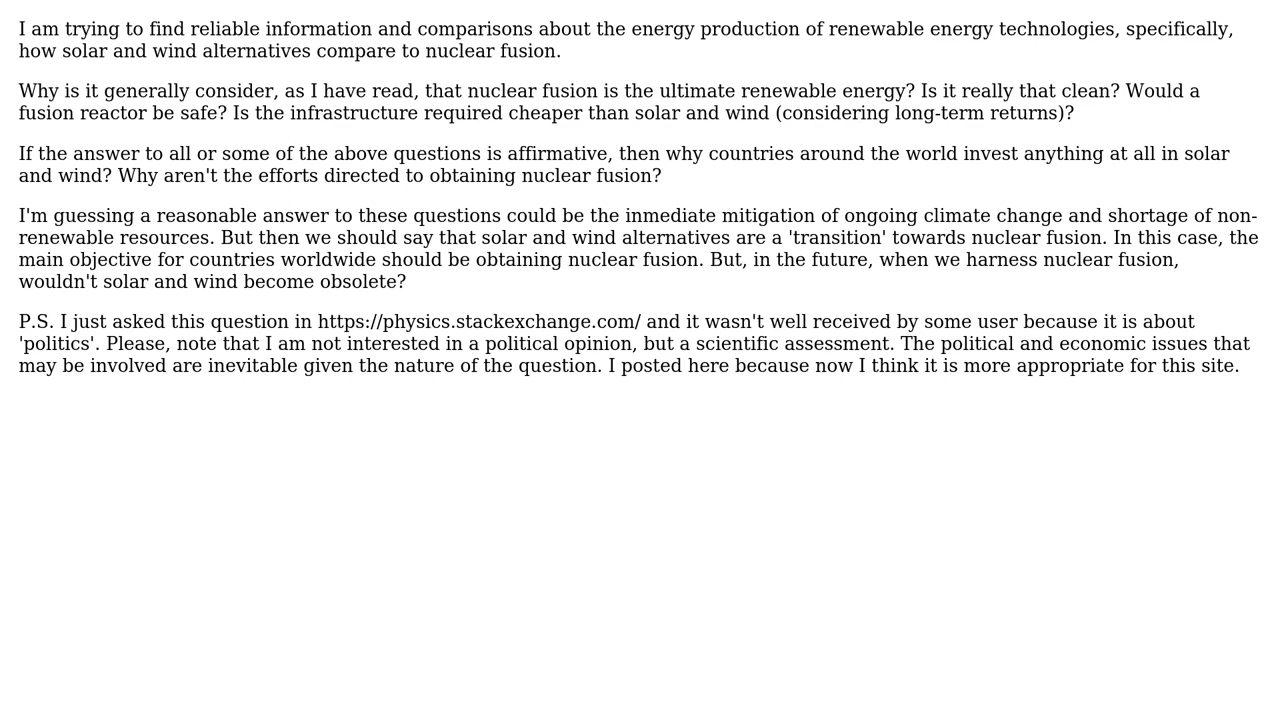 I am trying to find reliable information and comparisons about the energy production of renewable energy technologies, specifically,
how solar and wind alternatives compare to nuclear fusion.
Why is it generally consider, as I have read, that nuclear fusion is the ultimate renewable energy? Is it really that clean? Would a
fusion reactor be safe? Is the infrastructure required cheaper than solar and wind (considering long-term returns)?
If the answer to all or some of the above questions is affirmative, then why countries around the world invest anything at all in solar
and wind? Why aren't the efforts directed to obtaining nuclear fusion?
I'm guessing a reasonable answer to these questions could be the inmediate mitigation of ongoing climate change and shortage of non-
renewable resources. But then we should say that solar and wind alternatives are a 'transition' towards nuclear fusion. In this case, the
main objective for countries worldwide should be obtaining nuclear fusion. But, in the future, when we harness nuclear fusion,
wouldn't solar and wind become obsolete?
P.S. I just asked this question in https://physics.stackexchange.com/ and it wasn't well received by some user because it is about
'politics'. Please, note that I am not interested in a political opinion, but a scientific assessment. The political and economic issues that
may be involved are inevitable given the nature of the question. I posted here because now I think it is more appropriate for this site.